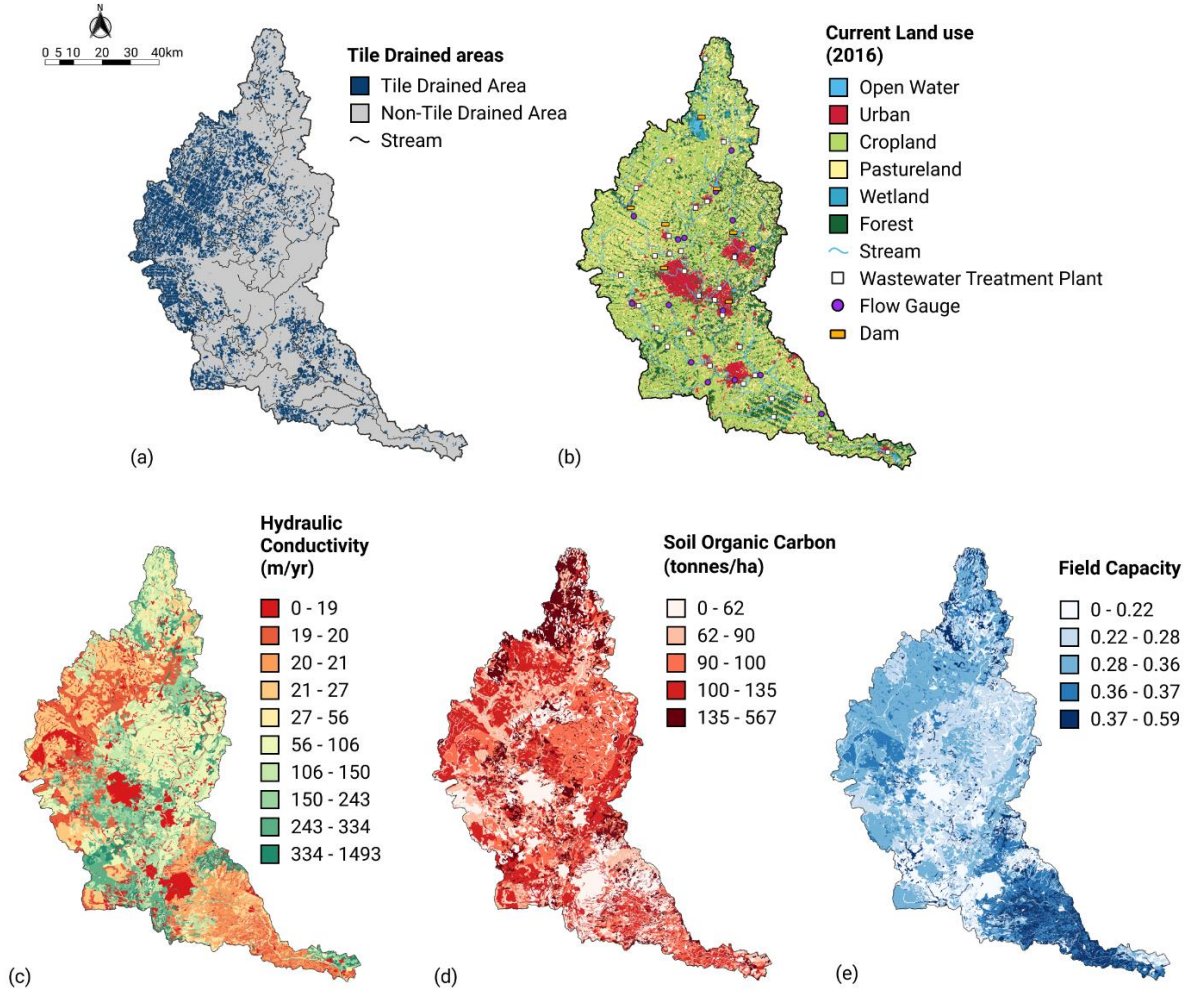 N
0 5 10 20 30 40km
Tile Drained areas
Tile Drained Area
Non-Tile Drained Area
Stream
(a)
Current Land use
(2016)
Open Water
Urban
Cropland
Pastureland
Wetland
Forest
Stream
Wastewater Treatment Plant
Flow Gauge
Dam
(b)
Hydraulic
Conductivity
(m/yr)
0 - 19
19 - 20
20 - 21
21 - 27
27 - 56
56 - 106
106 - 150
150 - 243
243 - 334
334 - 1493
(c)
Soil Organic Carbon
(tonnes/ha)
0 - 62
62 - 90
90 - 100
100 - 135
135 - 567
(d)
Field Capacity
0 - 0.22
0.22 - 0.28
0.28 - 0.36
0.36 - 0.37
0.37 - 0.59
(e)